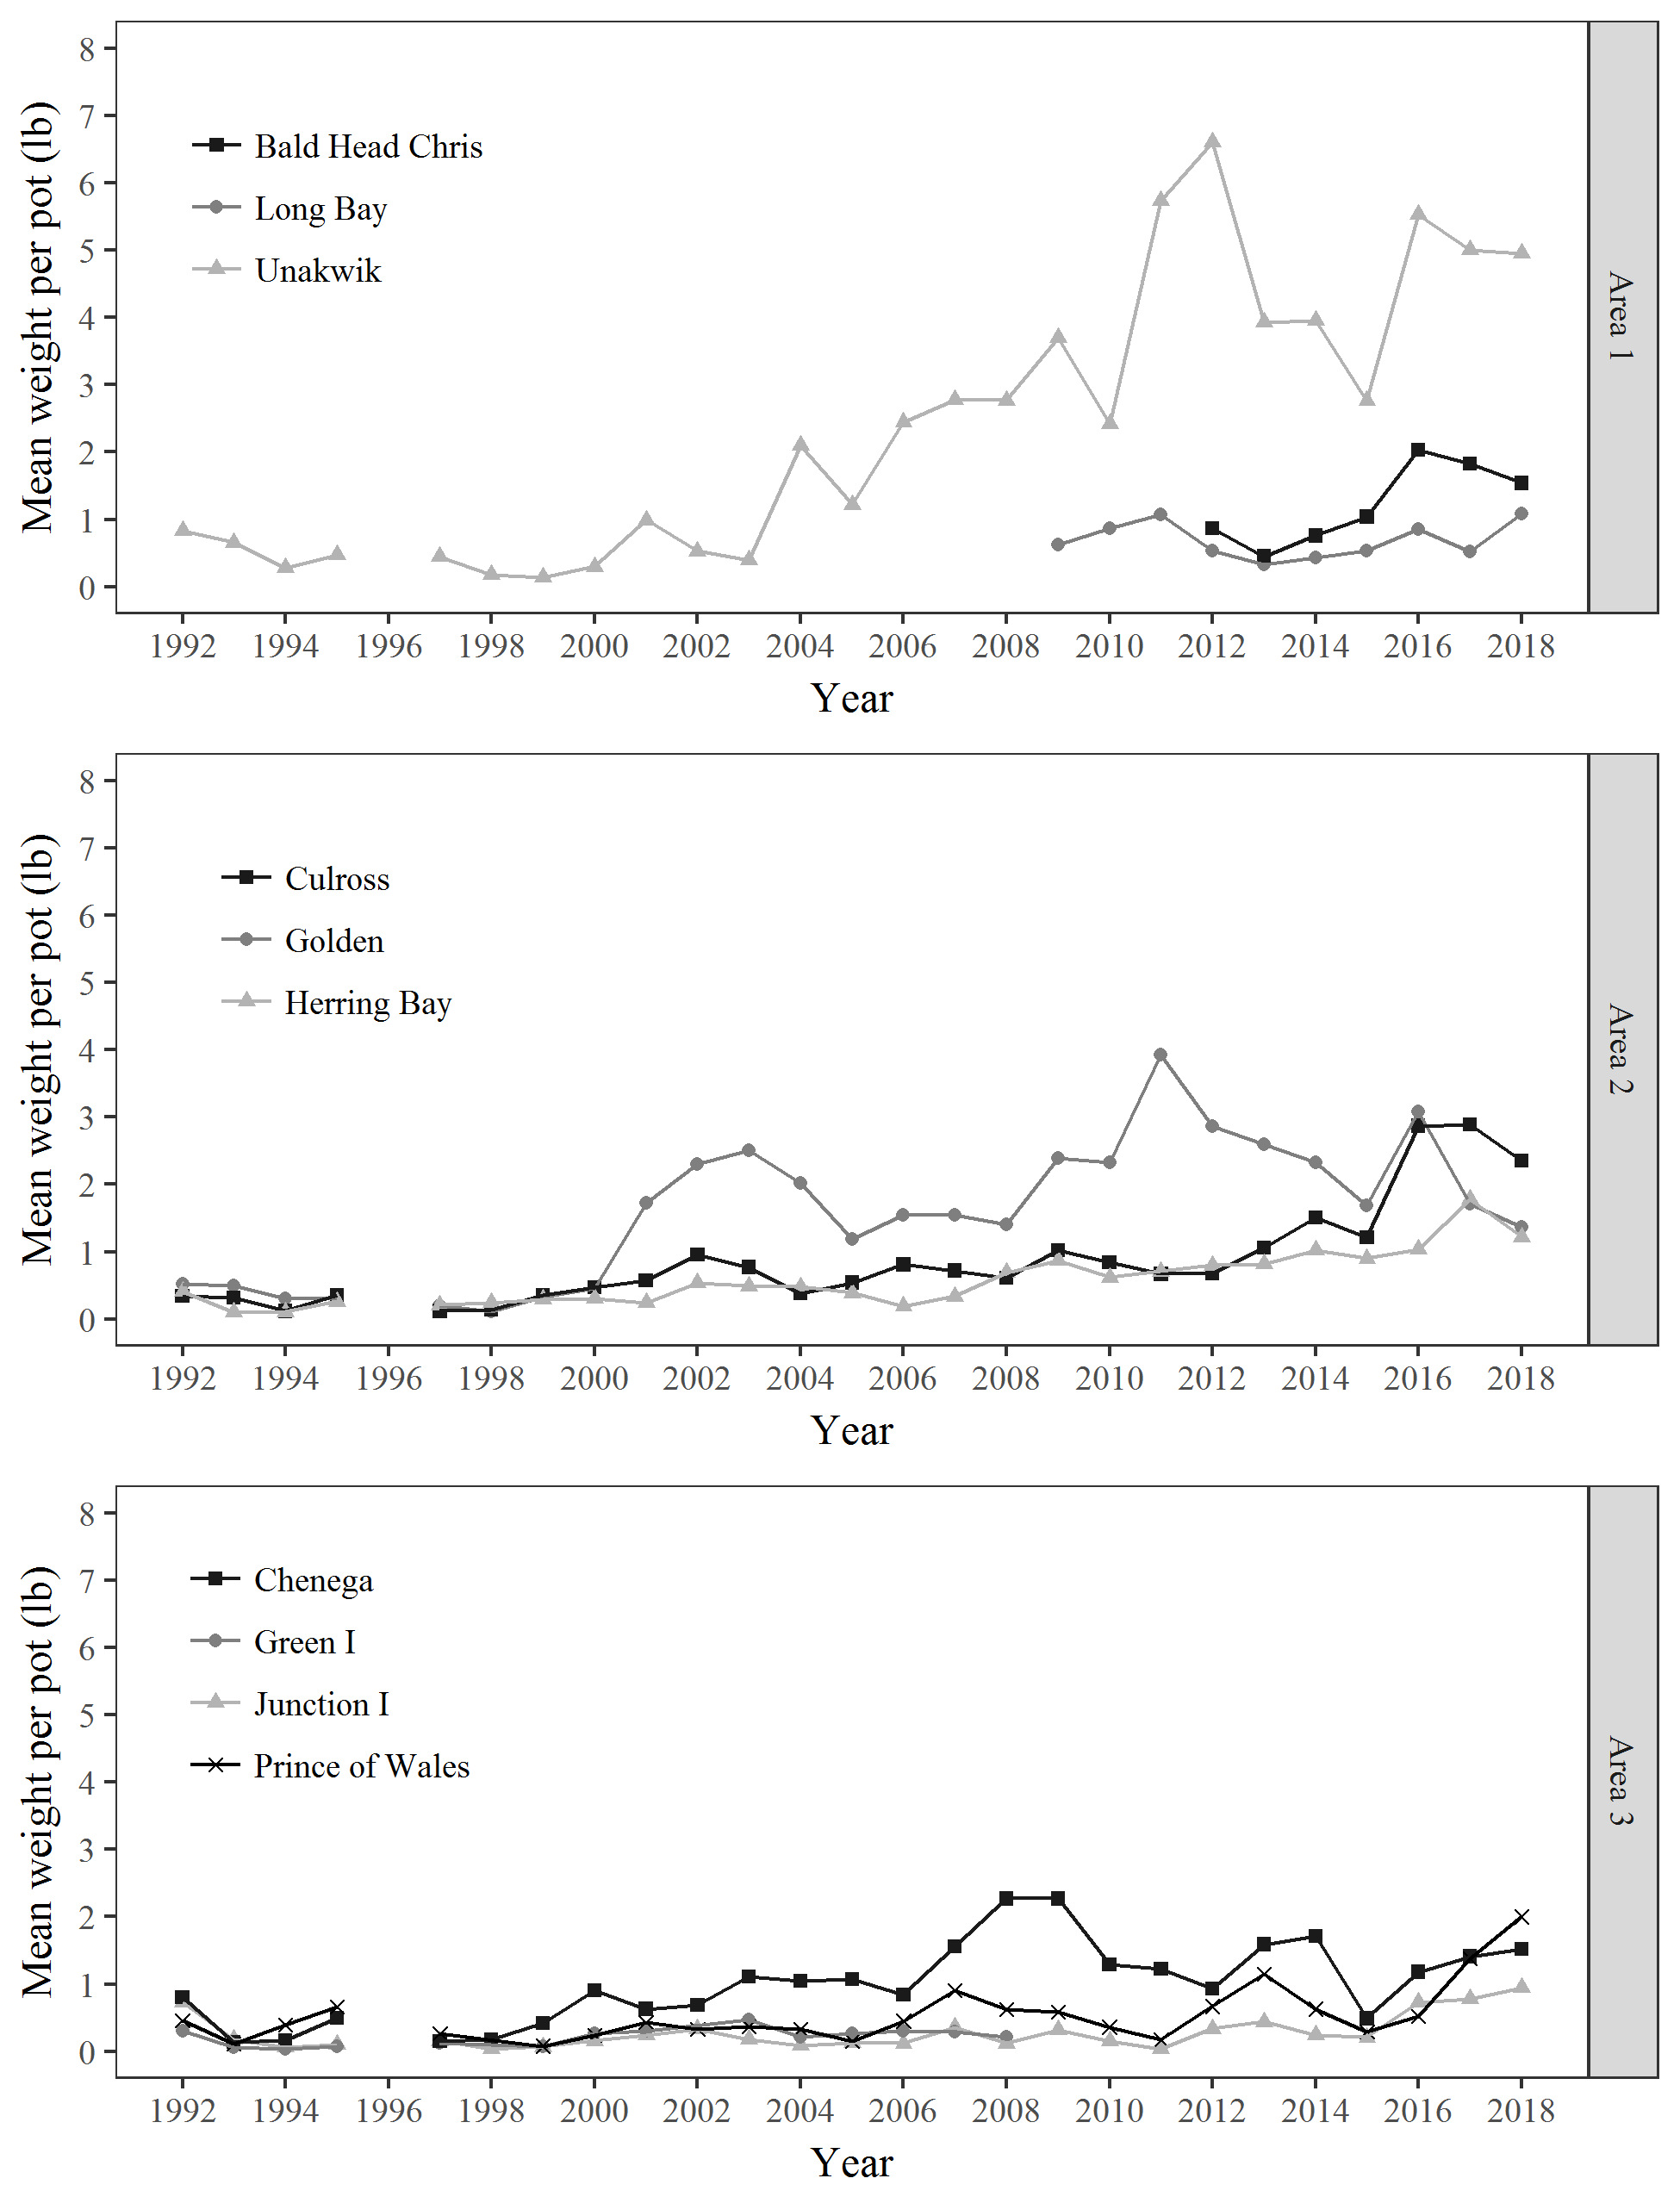 Mean weight per pot (lb)
8
7
6
5
4
3
2
1
0
Bald Head Chris
Long Bay
Unakwik
Area 1
1992 1994 1996 1998 2000 2002 2004 2006 2008 2010 2012 2014 2016 2018
Year
Mean weight per pot (lb)
8
7
6
5
4
3
2
1
0
Culross
Golden
Herring Bay
Area 2
1992 1994 1996 1998 2000 2002 2004 2006 2008 2010 2012 2014 2016 2018
Year
Mean weight per pot (lb)
8
7
6
5
4
3
2
1
0
Chenega
Green I
Junction I
Prince of Wales
Area 3
1992 1994 1996 1998 2000 2002 2004 2006 2008 2010 2012 2014 2016 2018
Year